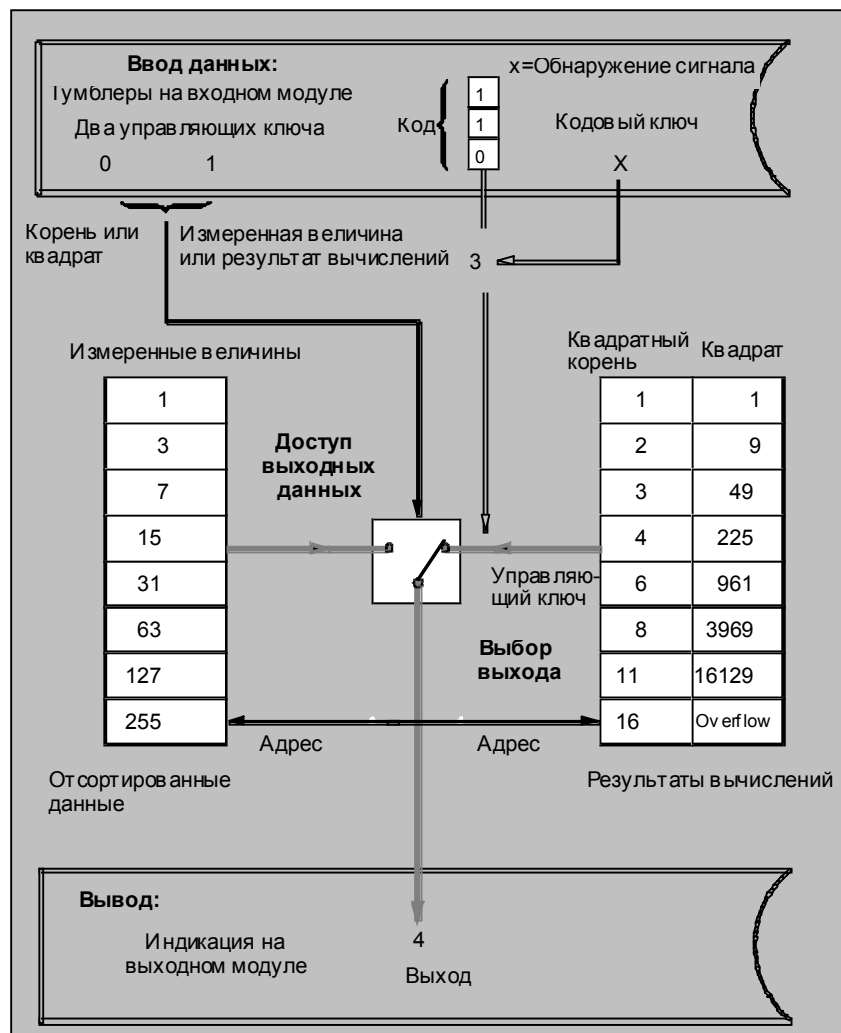 Ввод данных:
Тумблеры на входном модуле
Два управляющих ключа
0 1
Код
1
1
0
x=Обнаружение сигнала
Кодовый ключ
X
Корень или
квадрат
Измеренная величина
или результат вычислений
3
Измеренные величины
1
3
7
15
31
63
127
255
Отсортированные
данные
Доступ
выходных
данных
Управляю-
щий ключ
Выбор
выхода
Адрес Адрес
Квадратный
корень
Квадрат
1 1
2 9
3 49
4 225
6 961
8 3969
11 16129
16 Overflow
Результаты вычислений
Вывод:
Индикация на
выходном модуле
4
Выход